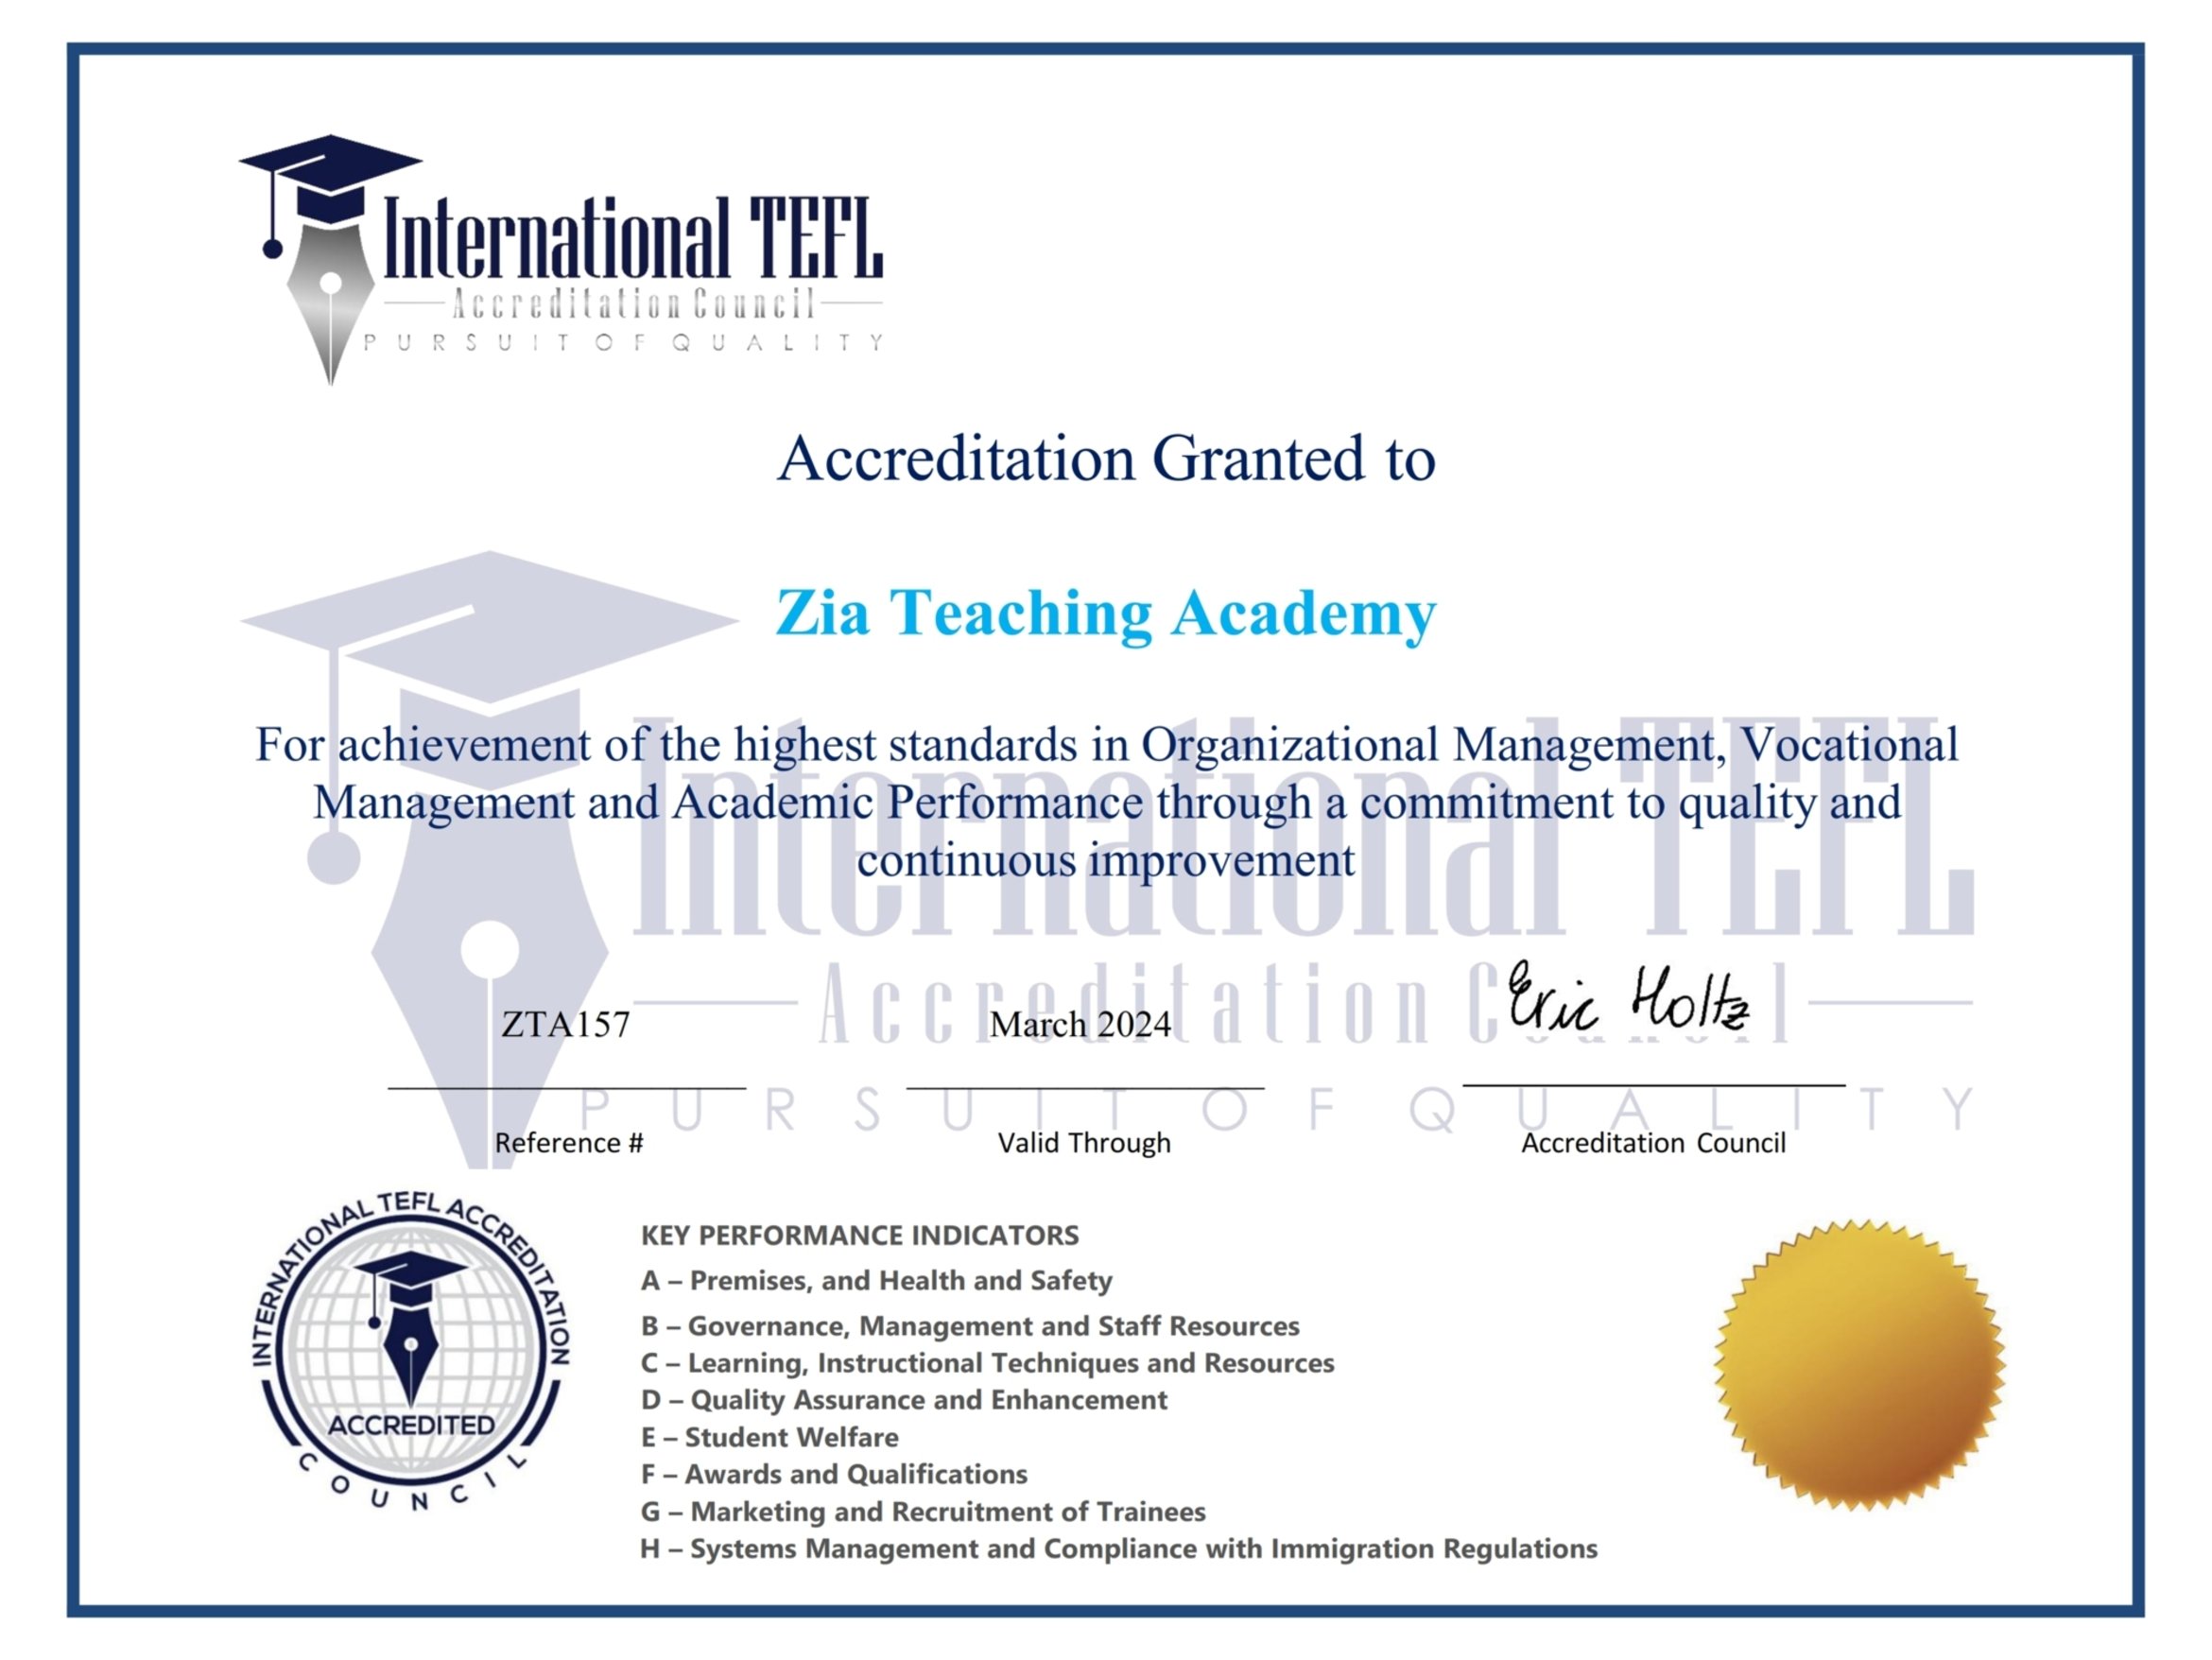 International TEFL
Accreditation Council
PURSUIT OF QUALITY
Accreditation Granted to
Zia Teaching Academy
International TEFL
Accreditation Council
PURSUIT OF QUALITY
For achievement of the highest standards in Organizational Management, Vocational
Management and Academic Performance through a commitment to quality and
continuous improvement
ZTA157
March 2024
Eric Holtz
Reference #
Valid Through
Accreditation Council
INTERNATIONAL TEFL ACCREDITATION
ACCREDITED
COUNCIL
KEY PERFORMANCE INDICATORS
A – Premises, and Health and Safety
B – Governance, Management and Staff Resources
C – Learning, Instructional Techniques and Resources
D – Quality Assurance and Enhancement
E – Student Welfare
F – Awards and Qualifications
G – Marketing and Recruitment of Trainees
H – Systems Management and Compliance with Immigration Regulations